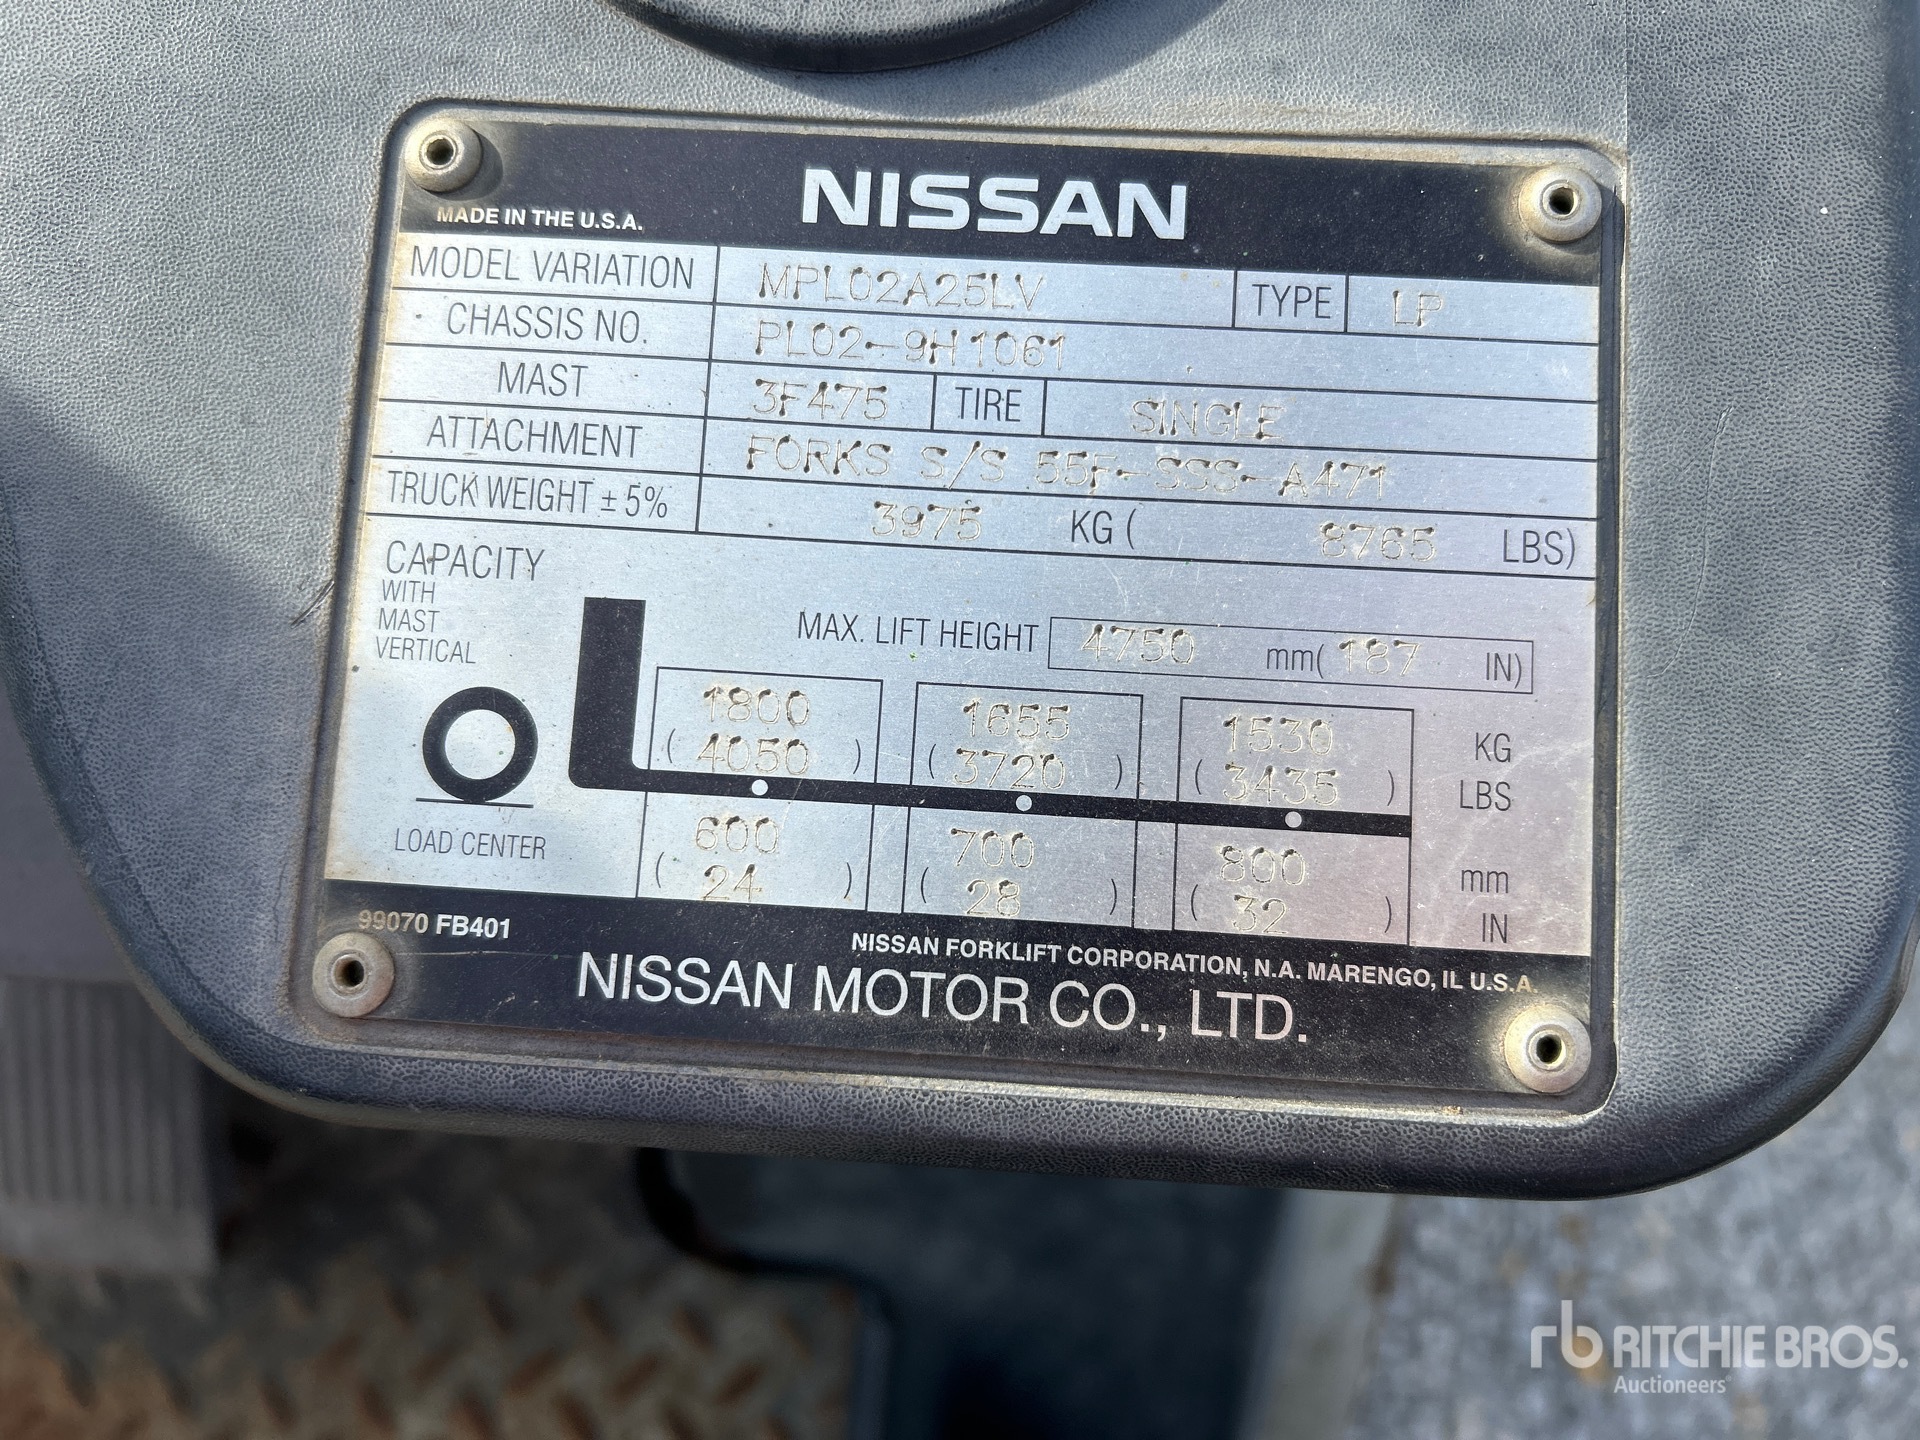 NISSAN
MADE IN THE U.S.A.
MODEL VARIATION MPL02A25LV TYPE LP
CHASSIS NO. PL02-9H1061
MAST 3F475 TIRE SINGLE
ATTACHMENT FORKS S/S 55F-SSS-A471
TRUCK WEIGHT ± 5% 3975 KG ( 8765 LBS)
CAPACITY
WITH
MAST
VERTICAL
MAX. LIFT HEIGHT 4750 mm( 187 IN)
1800 1655 1530 KG
( 4050 ) ( 3720 ) ( 3435 ) LBS
LOAD CENTER 600 700 800 mm
( 24 ) ( 28 ) ( 32 ) IN
99070 FB401
NISSAN FORKLIFT CORPORATION, N.A. MARENGO, IL U.S.A.
NISSAN MOTOR CO., LTD.
rb RITCHIE BROS.
Auctioneers